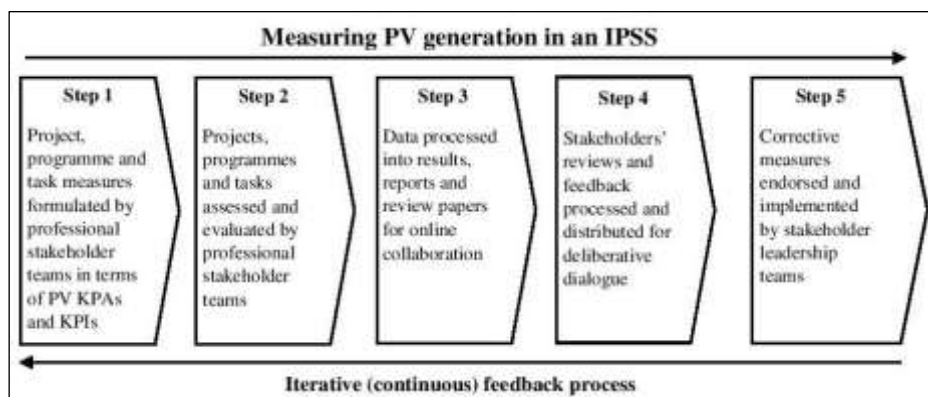 Measuring PV generation in an IPSS
Step 1
Project,
programme and
task measures
formulated by
professional
stakeholder
teams in terms
of PV KPAs
and KPIs
Step 2
Projects,
programmes
and tasks
assessed and
evaluated by
professional
stakeholder
teams
Step 3
Data processed
into results,
reports and
review papers
for online
collaboration
Step 4
Stakeholders'
reviews and
feedback
processed and
distributed for
deliberative
dialogue
Step 5
Corrective
measures
endorsed and
implemented
by stakeholder
leadership
teams
Iterative (continuous) feedback process